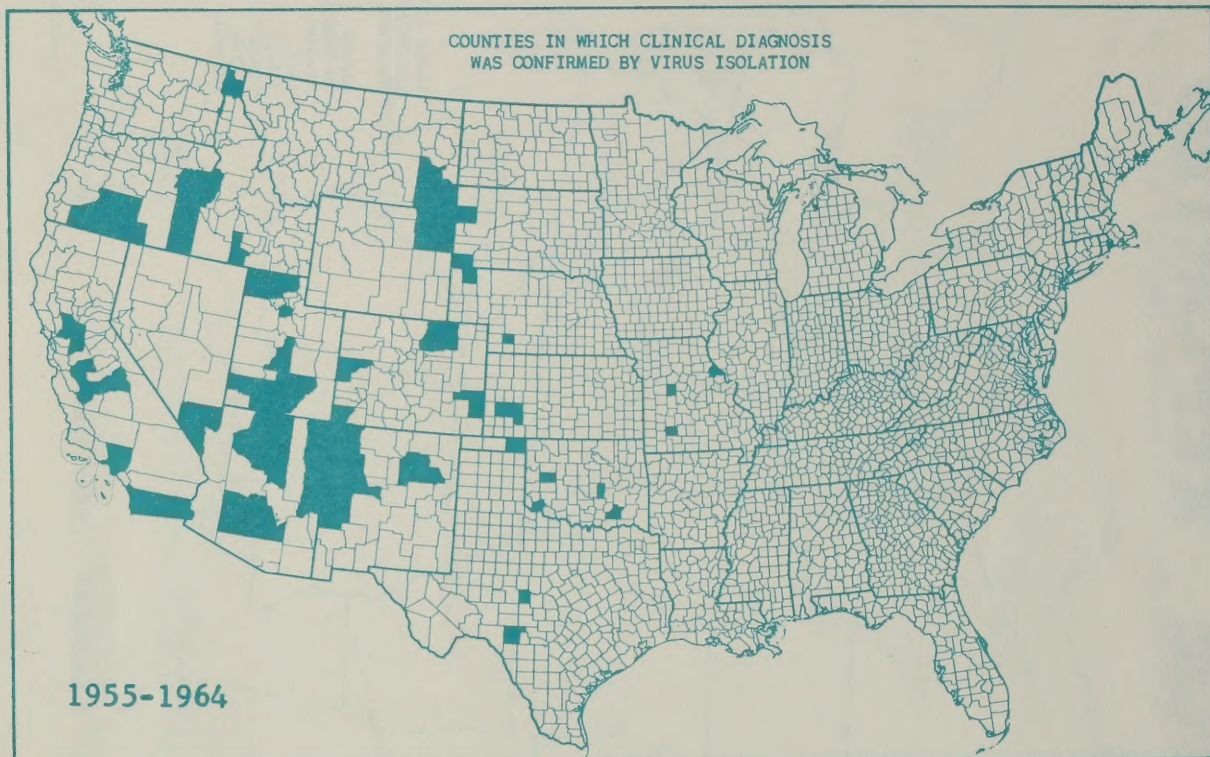 COUNTIES IN WHICH CLINICAL DIAGNOSIS
WAS CONFIRMED BY VIRUS ISOLATION
1955-1964